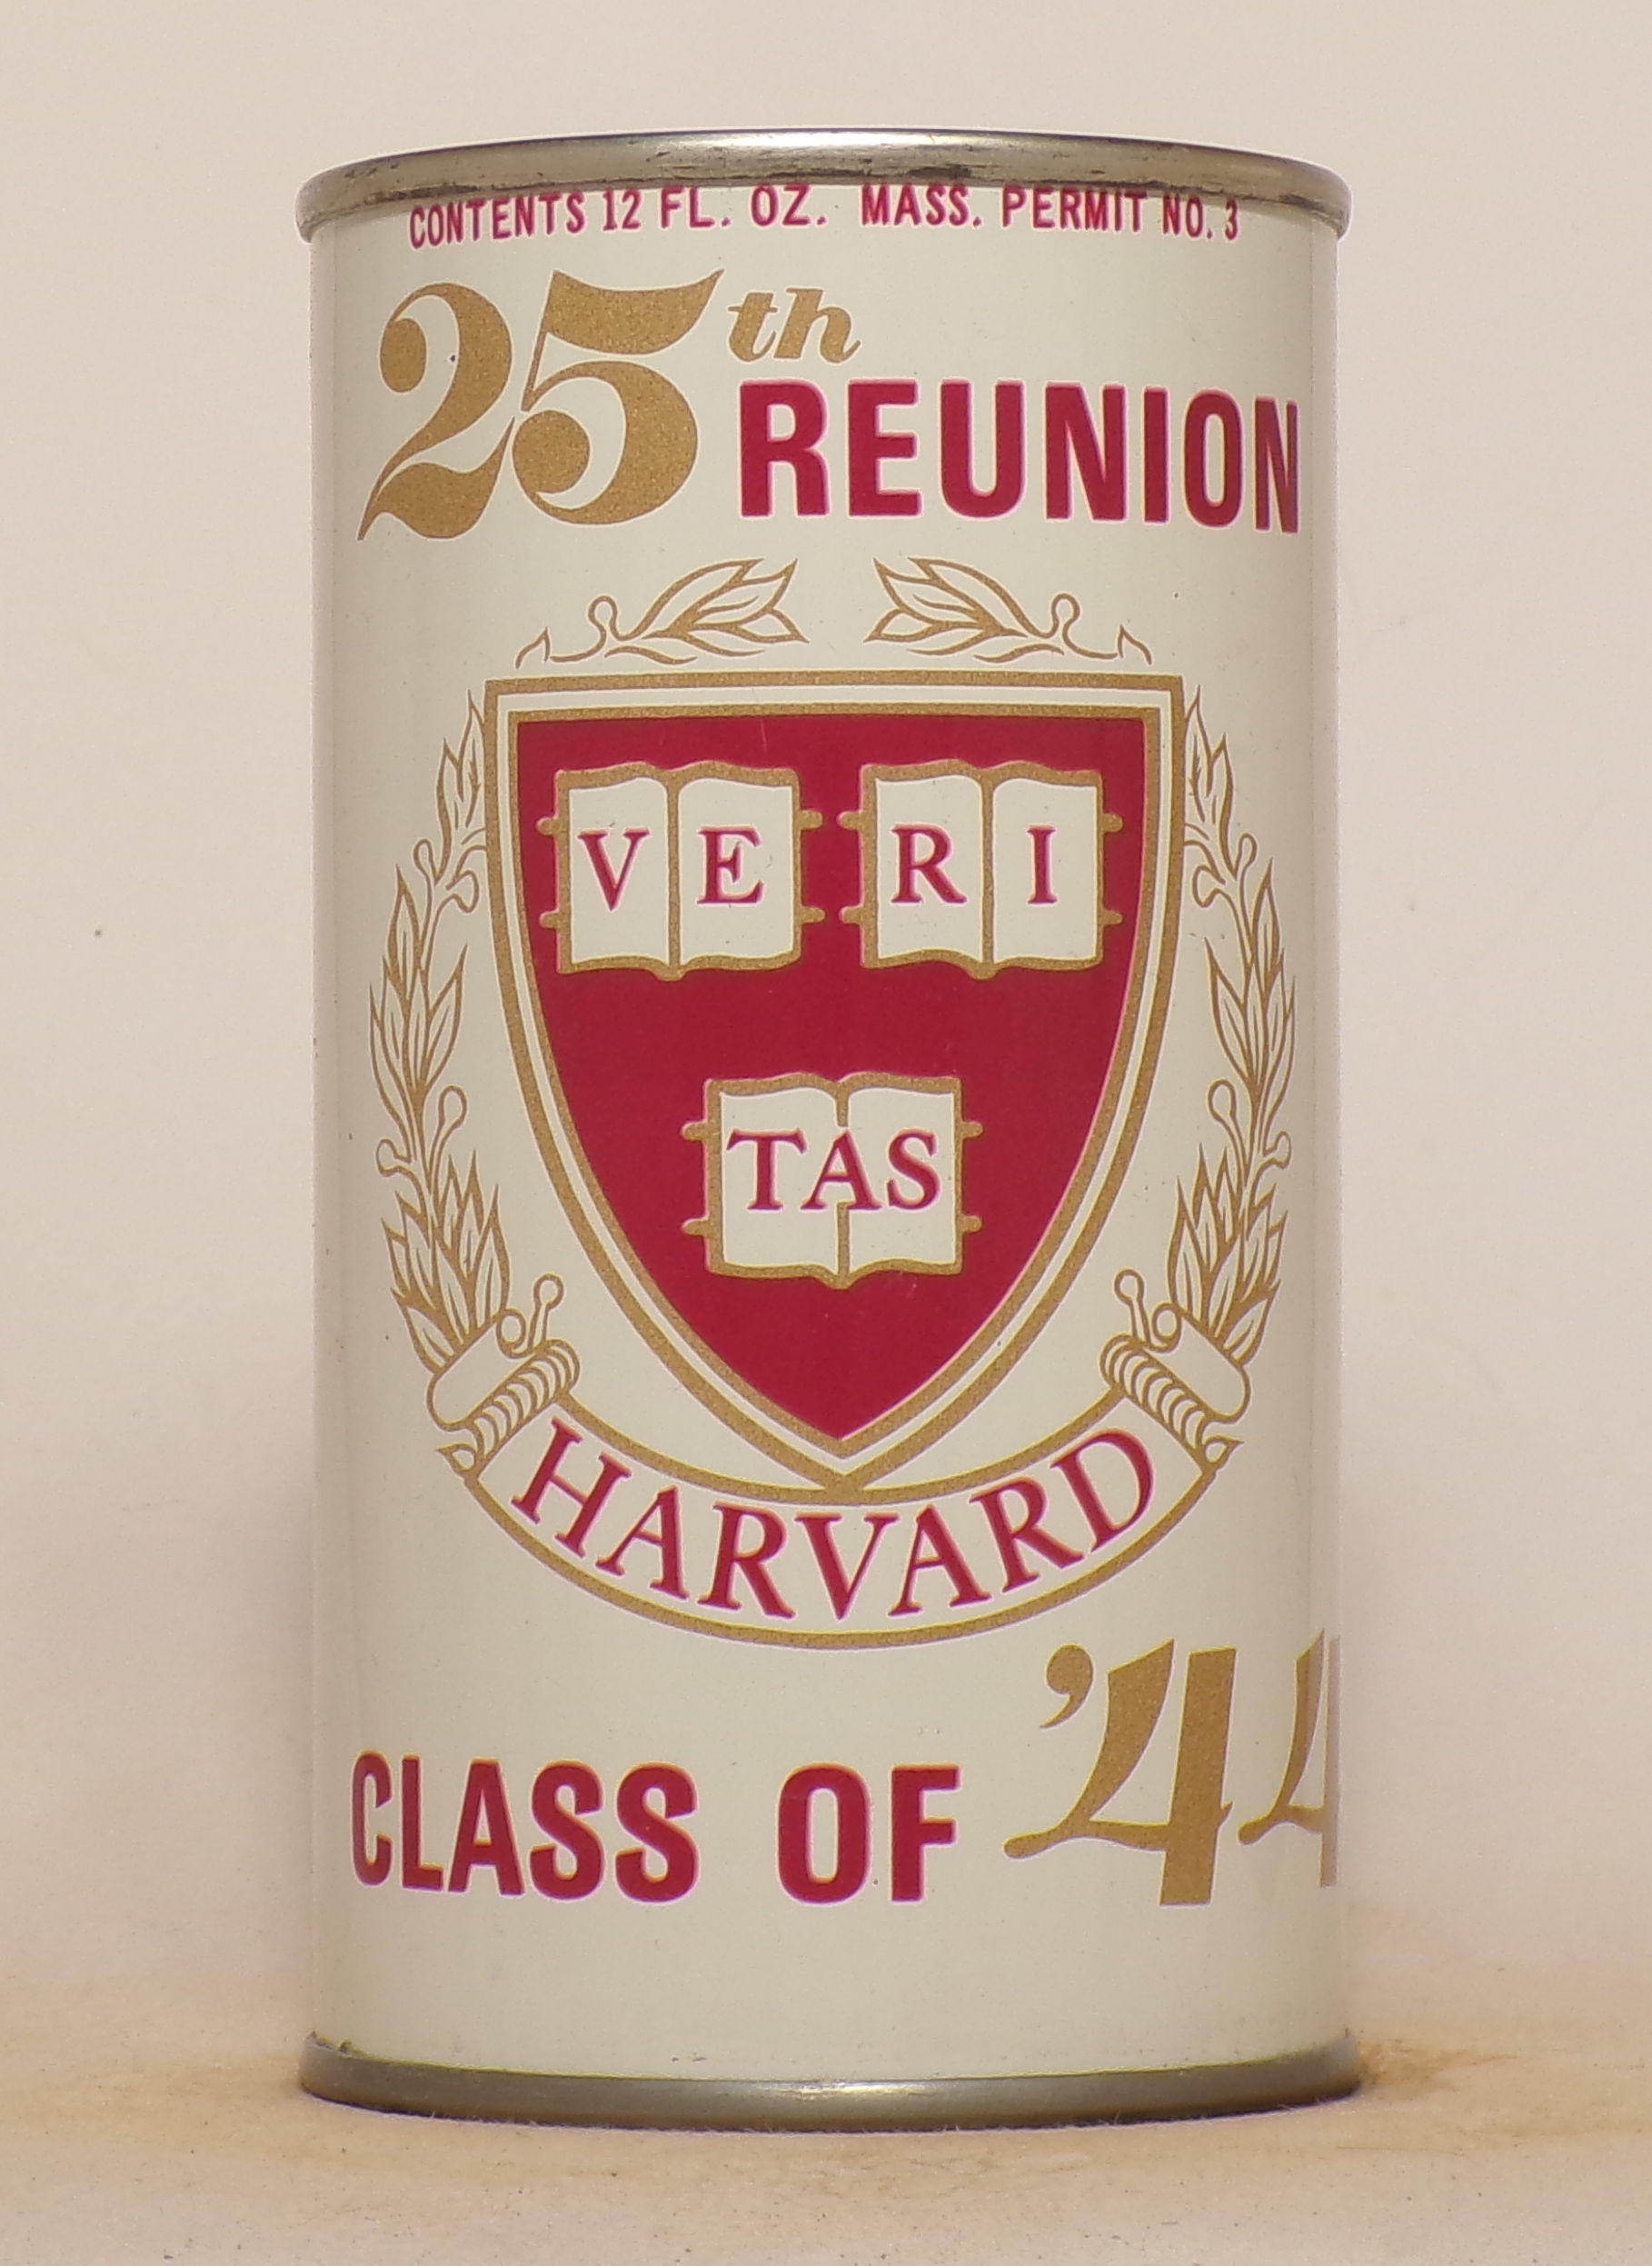 CONTENTS 12 FL. OZ. MASS. PERMIT NO. 3
25th REUNION
VE RI
TAS
HARVARD
CLASS OF '44